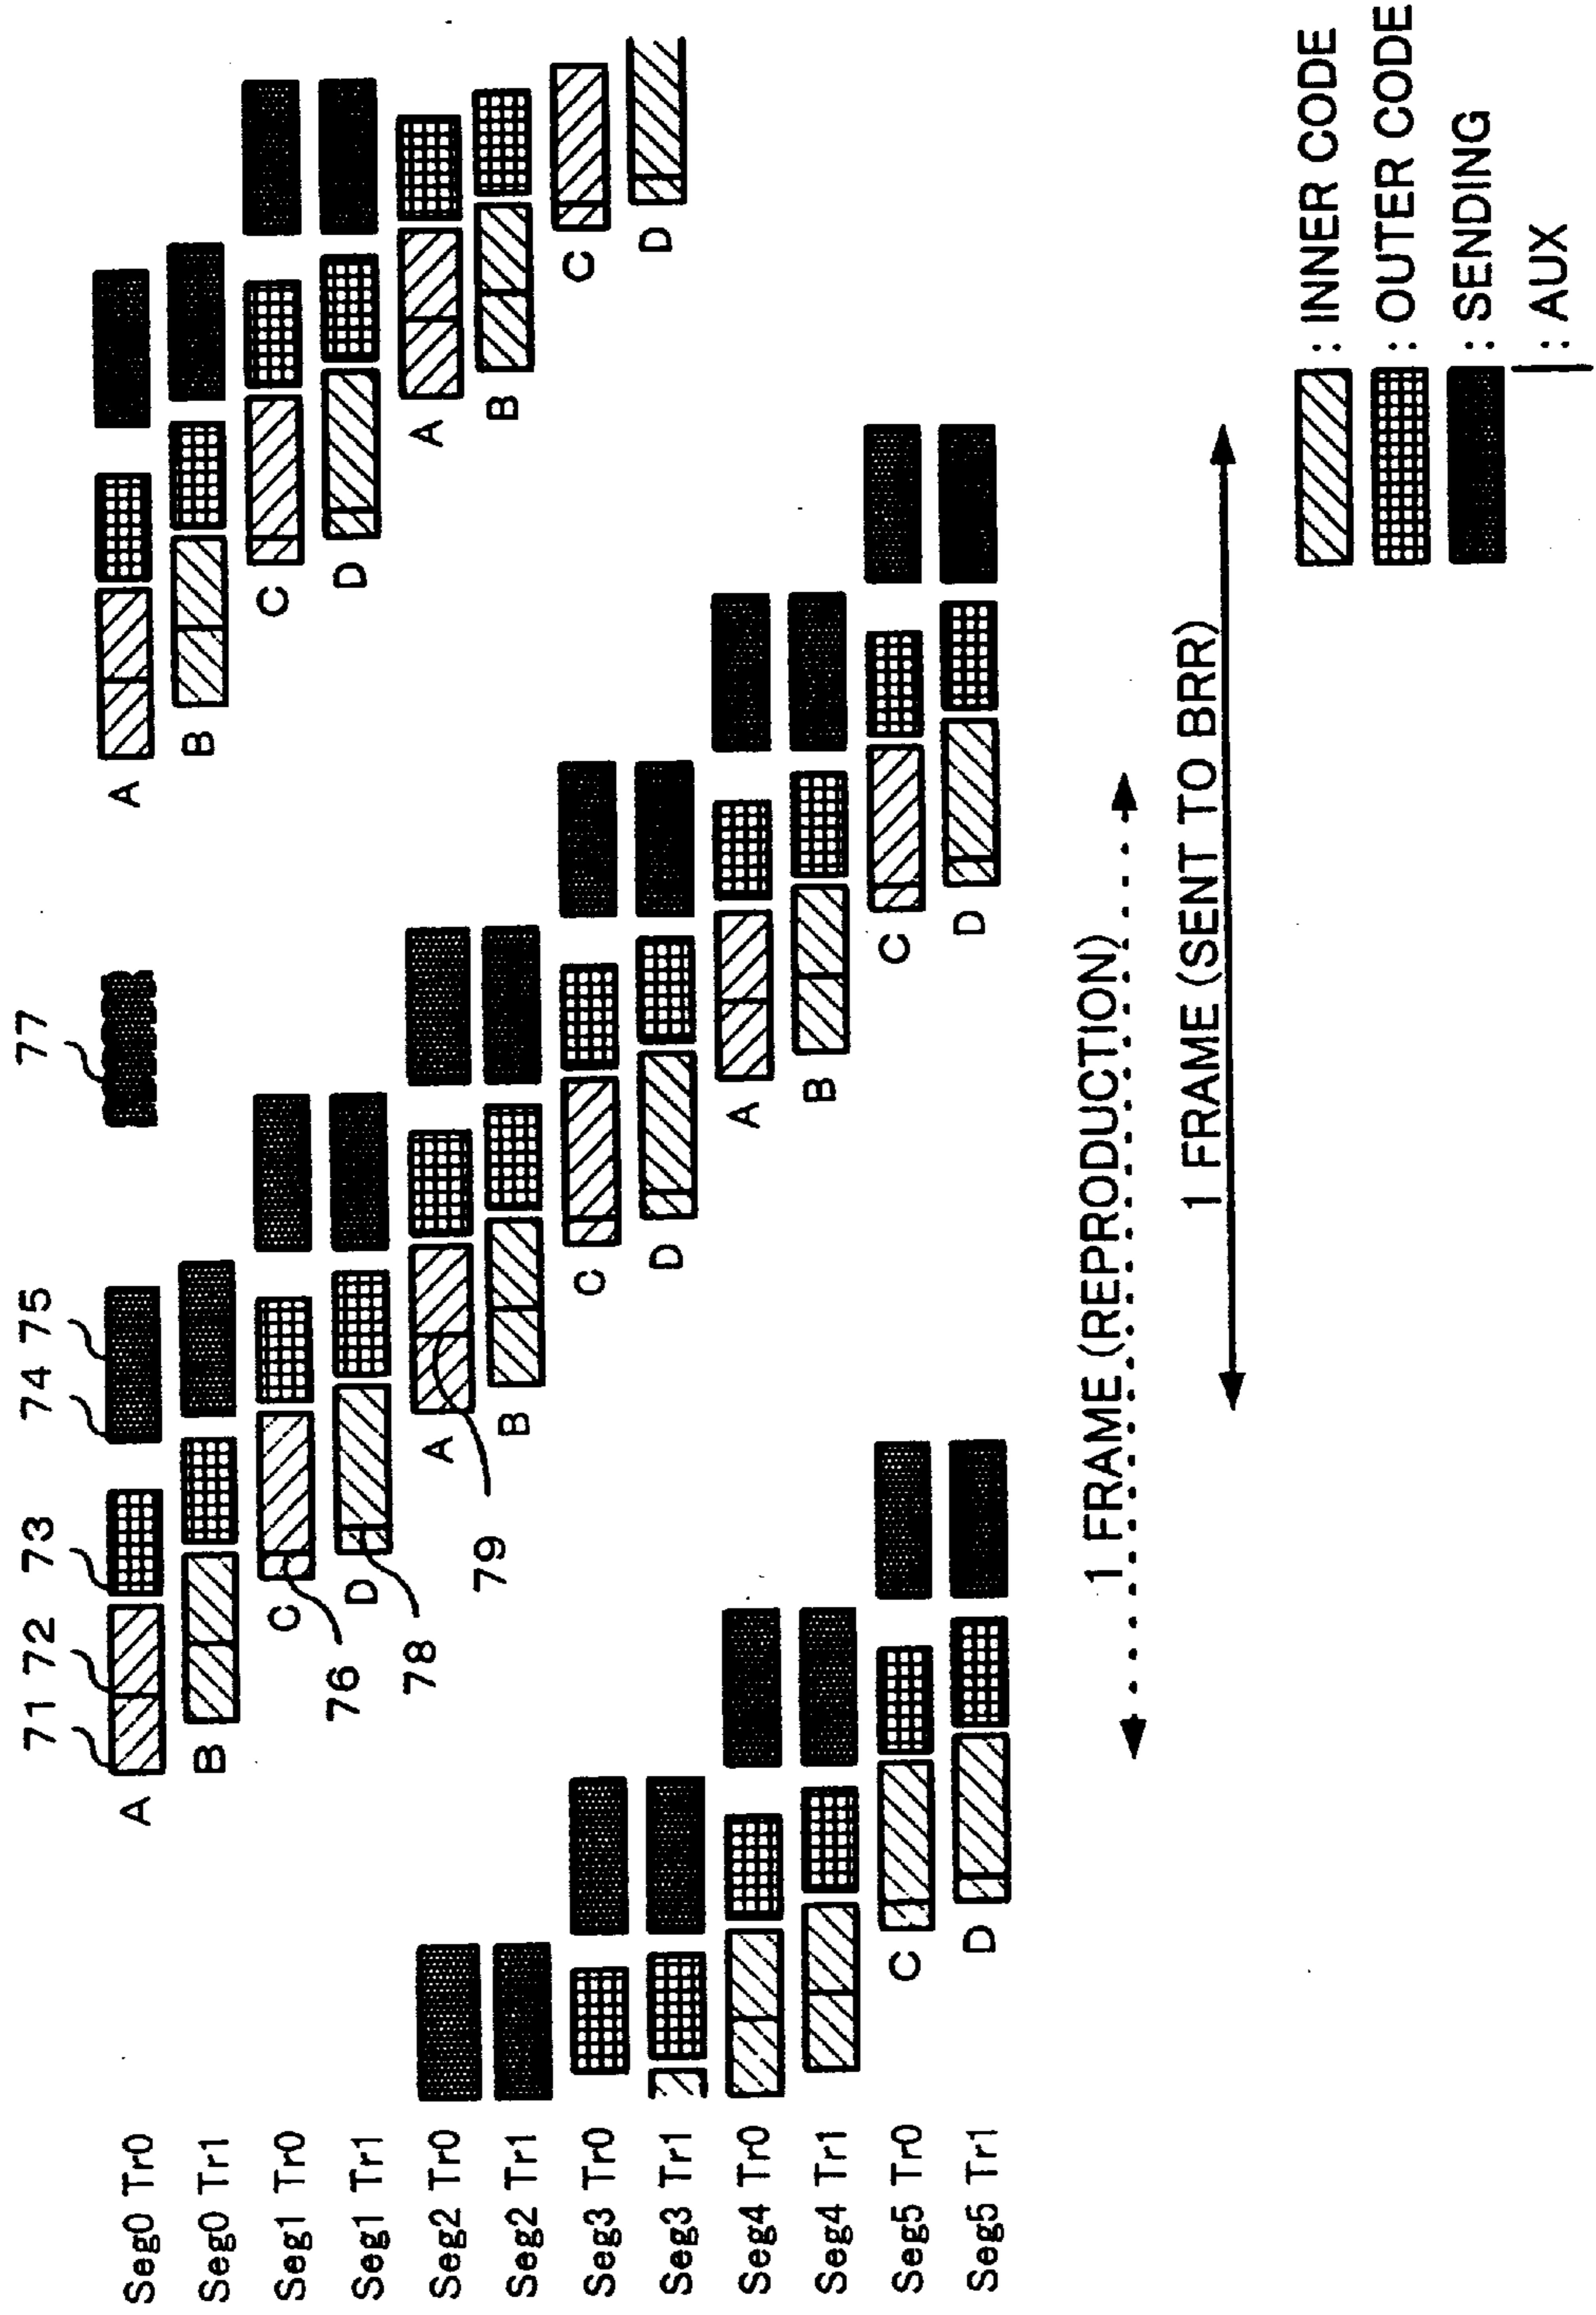 71 72 73 74 75 77
Seg0 Tr0 A A
Seg0 Tr1 B B
Seg1 Tr0 C C
76
Seg1 Tr1 D D
78
Seg2 Tr0 A A
79
Seg2 Tr1 B B
Seg3 Tr0 C C
Seg3 Tr1 D D
Seg4 Tr0 A
Seg4 Tr1 B
Seg5 Tr0 C C
Seg5 Tr1 D D
1 FRAME (REPRODUCTION)
1 FRAME (SENT TO BRR)
: INNER CODE
: OUTER CODE
: SENDING
: AUX